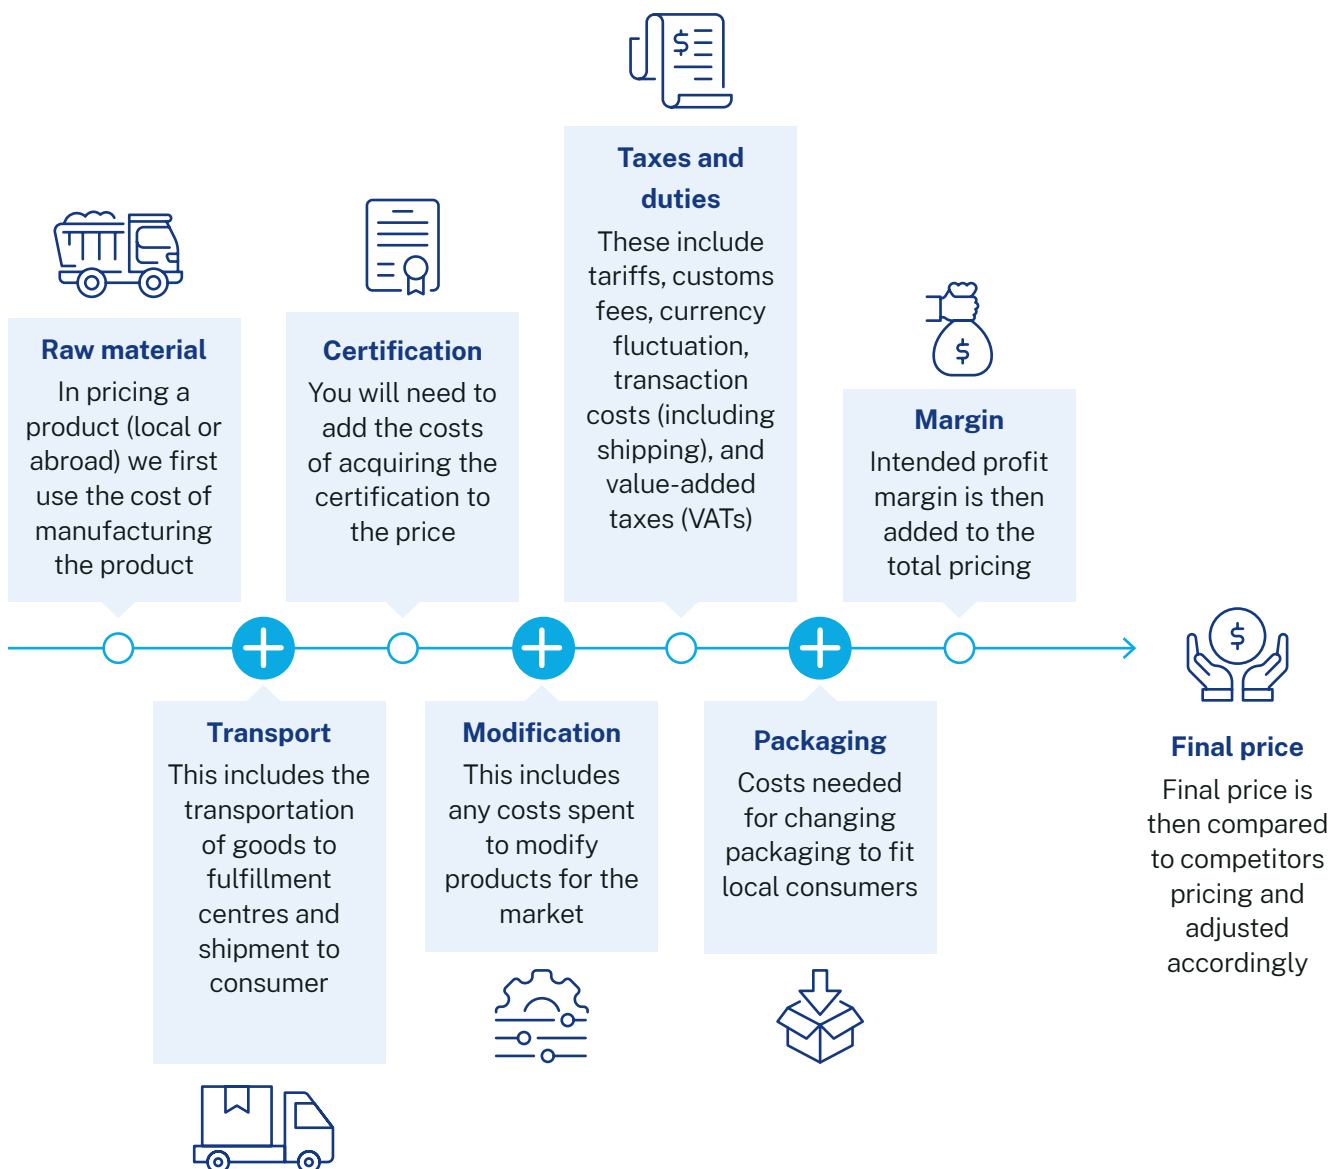 Raw material
In pricing a
product (local or
abroad) we first
use the cost of
manufacturing
the product
Transport
This includes the
transportation
of goods to
fulfillment
centres and
shipment to
consumer
Certification
You will need to
add the costs
of acquiring the
certification to
the price
Modification
This includes
any costs spent
to modify
products for the
market
$
Taxes and
duties
These include
tariffs, customs
fees, currency
fluctuation,
transaction
costs (including
shipping), and
value-added
taxes (VATs)
Packaging
Costs needed
for changing
packaging to fit
local consumers
$
Margin
Intended profit
margin is then
added to the
total pricing
$
Final price
Final price is
then compared
to competitors
pricing and
adjusted
accordingly